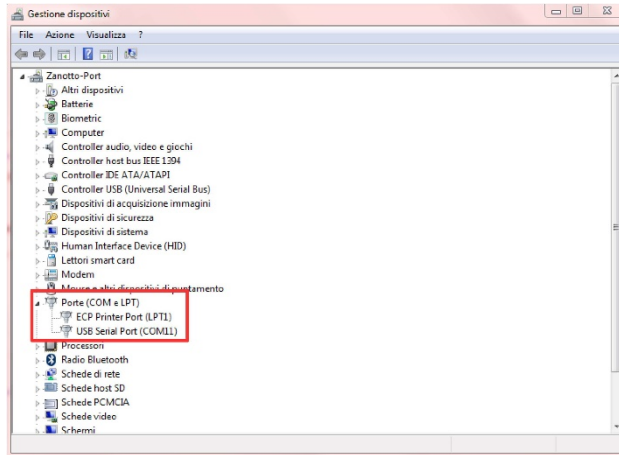 Gestione dispositivi
File Azione Visualizza ?
Zanotto-Port
Altri dispositivi
Batterie
Biometric
Computer
Controller audio, video e giochi
Controller host bus IEEE 1394
Controller IDE ATA/ATAPI
Controller USB (Universal Serial Bus)
Dispositivi di acquisizione immagini
Dispositivi di sicurezza
Dispositivi di sistema
Human Interface Device (HID)
Lettori smart card
Modem
Mouse e altri dispositivi di puntamento
Porte (COM e LPT)
ECP Printer Port (LPT1)
USB Serial Port (COM11)
Processori
Radio Bluetooth
Schede di rete
Schede host SD
Schede PCMCIA
Schede video
Schermi